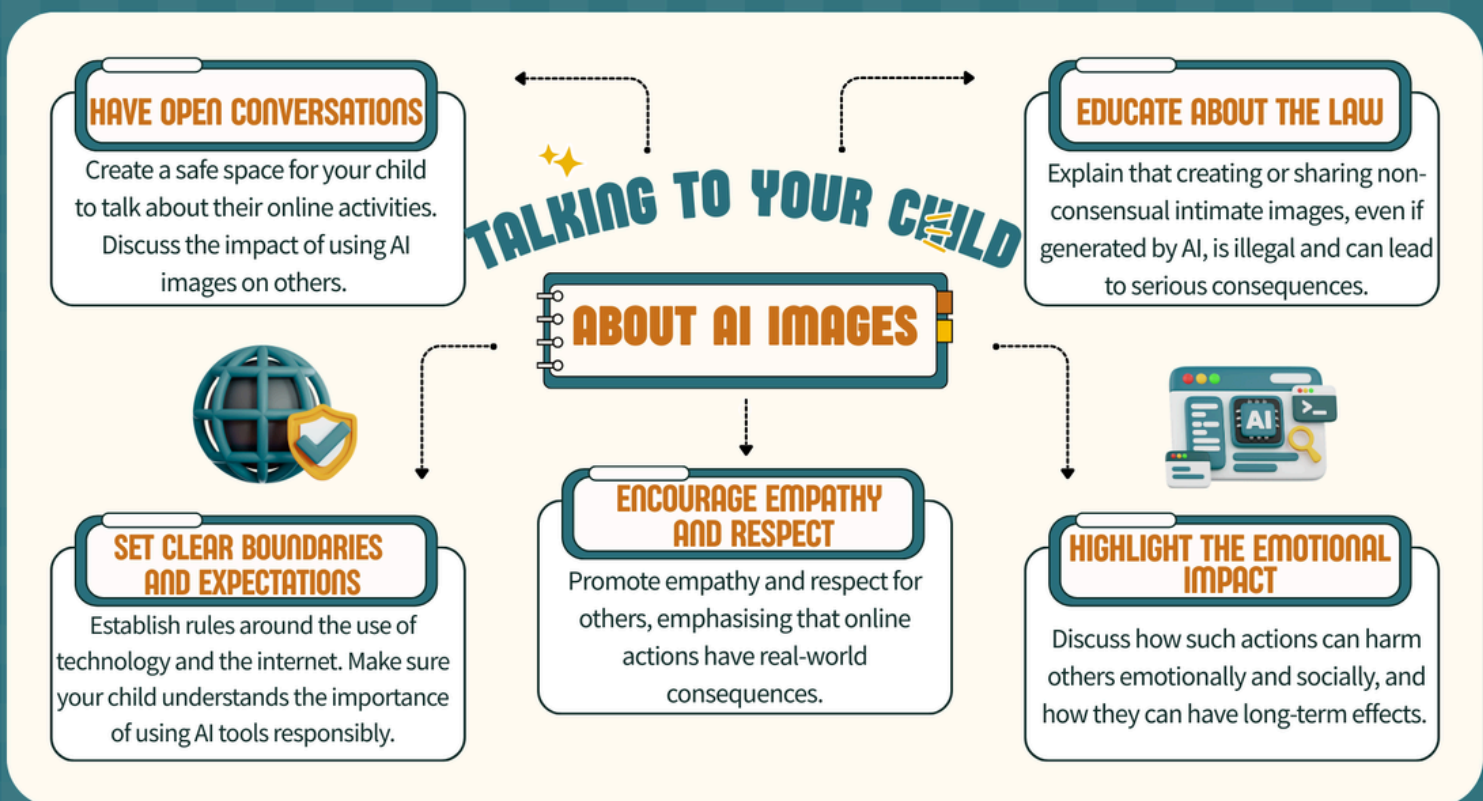 TALKING TO YOUR CHILD
ABOUT AI IMAGES
HAVE OPEN CONVERSATIONS
Create a safe space for your child
to talk about their online activities.
Discuss the impact of using AI
images on others.
EDUCATE ABOUT THE LAW
Explain that creating or sharing non-
consensual intimate images, even if
generated by AI, is illegal and can lead
to serious consequences.
SET CLEAR BOUNDARIES
AND EXPECTATIONS
Establish rules around the use of
technology and the internet. Make sure
your child understands the importance
of using AI tools responsibly.
ENCOURAGE EMPATHY
AND RESPECT
Promote empathy and respect for
others, emphasising that online
actions have real-world
consequences.
AI
>_
HIGHLIGHT THE EMOTIONAL
IMPACT
Discuss how such actions can harm
others emotionally and socially, and
how they can have long-term effects.